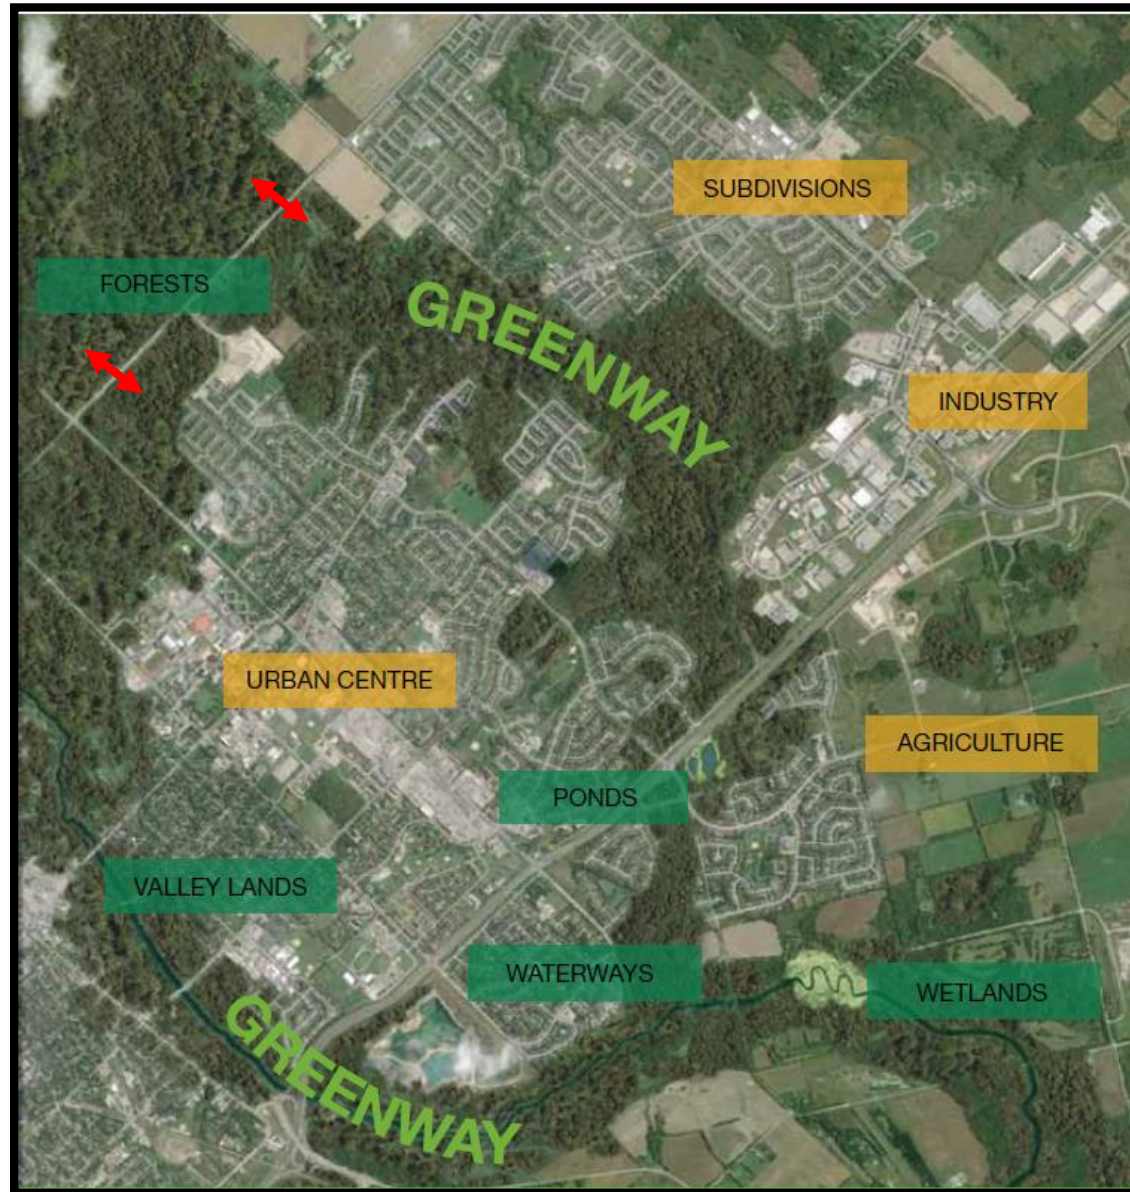 SUBDIVISIONS
FORESTS
GREENWAY
INDUSTRY
URBAN CENTRE
AGRICULTURE
PONDS
VALLEY LANDS
WATERWAYS
WETLANDS
GREENWAY